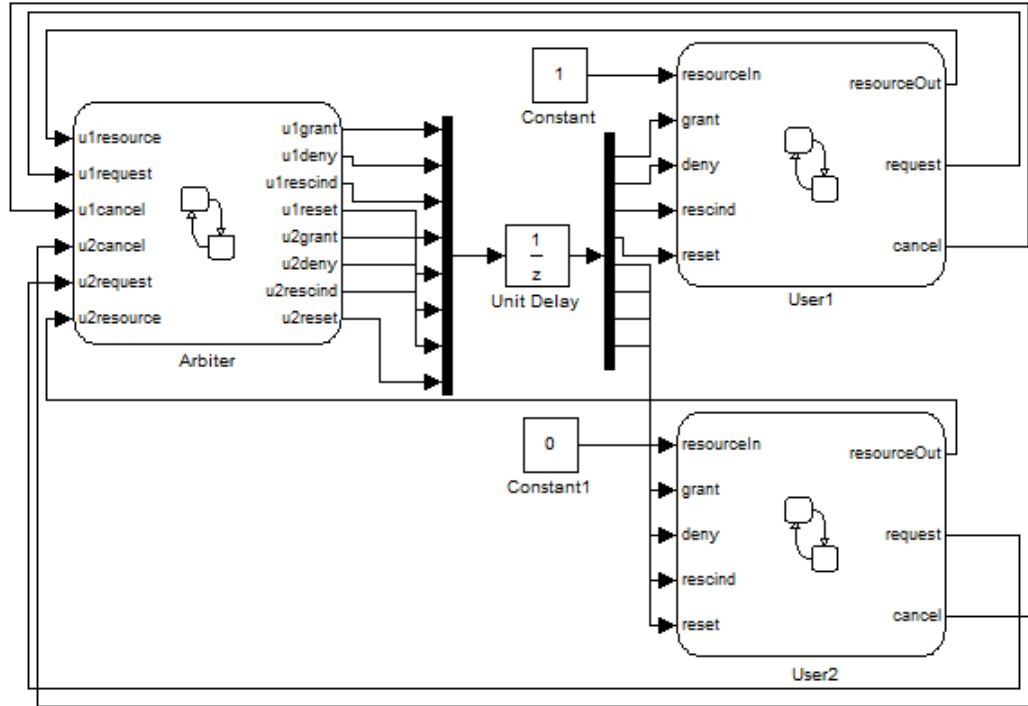 u1resource
u1request
u1cancel
u2cancel
u2request
u2resource
u1grant
u1deny
u1rescind
u1reset
u2grant
u2deny
u2rescind
u2reset
Arbiter
1
z
Unit Delay
1
Constant
resourceIn
grant
deny
rescind
reset
resourceOut
request
cancel
User1
0
Constant1
resourceIn
grant
deny
rescind
reset
resourceOut
request
cancel
User2